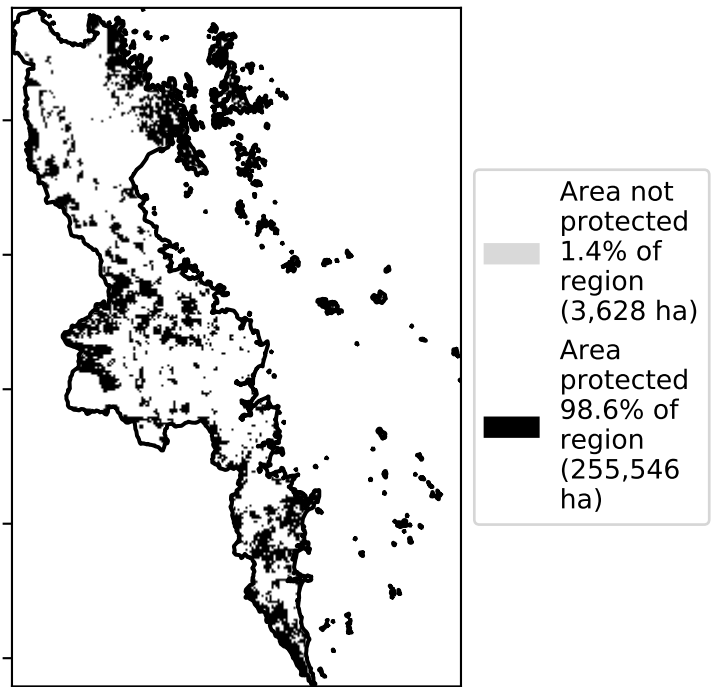 Area not
protected
1.4% of
region
(3,628 ha)
Area
protected
98.6% of
region
(255,546
ha)